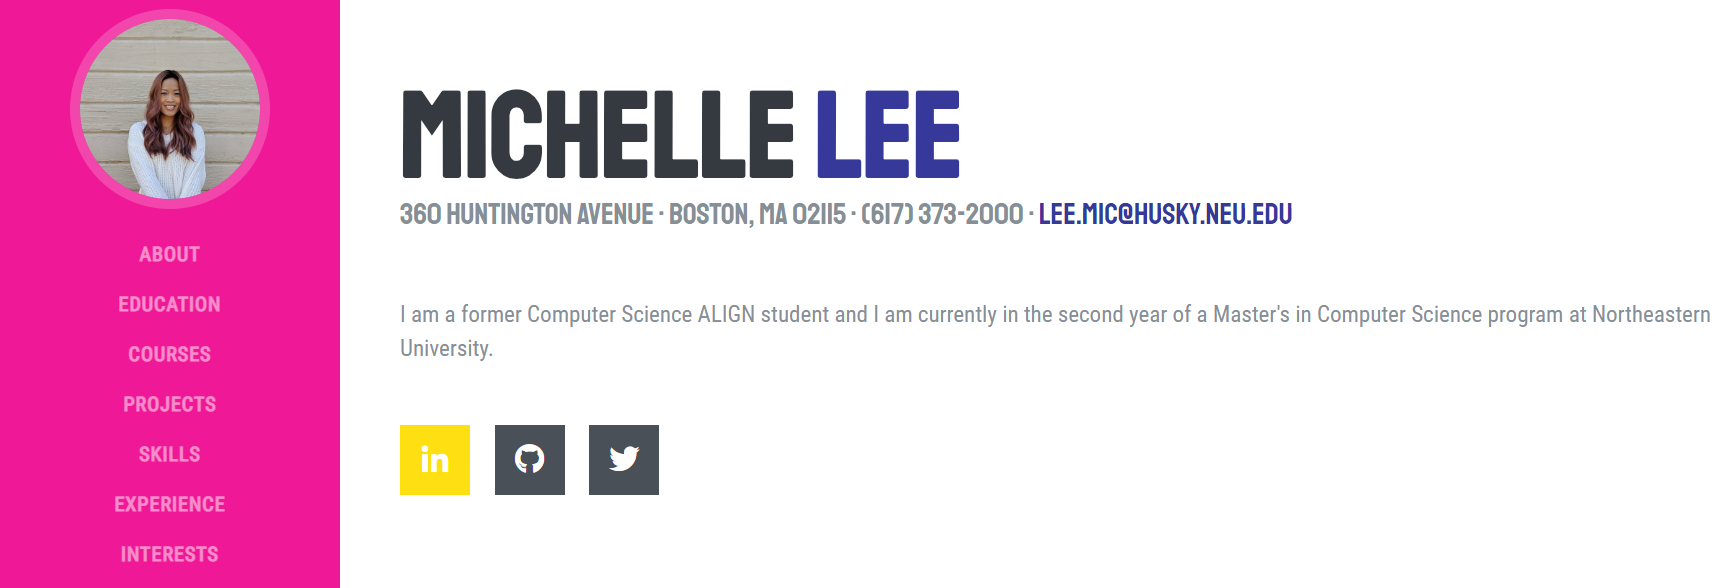 MICHELLE LEE
360 HUNTINGTON AVENUE · BOSTON, MA 02115 · (617) 373-2000 · LEE.MIC@HUSKY.NEU.EDU
I am a former Computer Science ALIGN student and I am currently in the second year of a Master's in Computer Science program at Northeastern
University.
in
ABOUT
EDUCATION
COURSES
PROJECTS
SKILLS
EXPERIENCE
INTERESTS